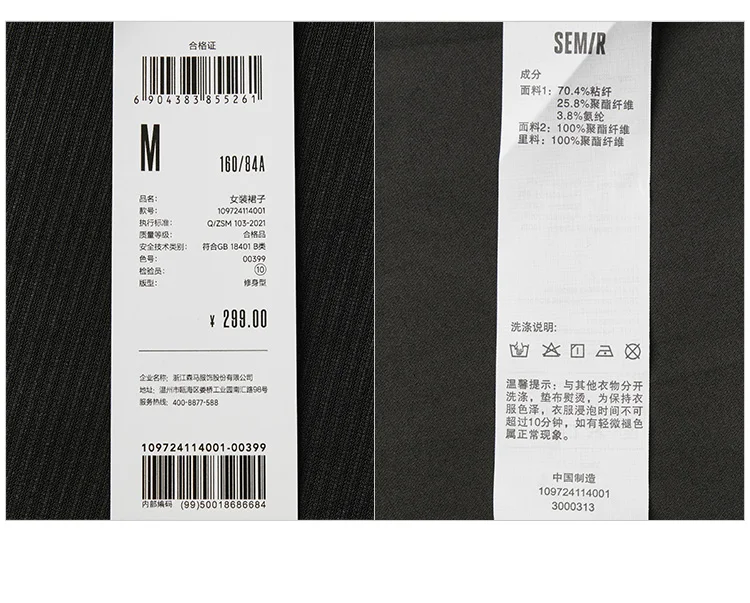 合格证
6 904383 855261
M
160/84A
品名: 女装裙子
款号: 109724114001
执行标准: Q/ZSM 103-2021
质量等级: 合格品
安全技术类别: 符合GB 18401 B类
色号: 00399
检验员: 10
版型: 修身型
¥ 299.00
企业名称: 浙江森马服饰股份有限公司
地址: 温州市瓯海区娄桥工业园南汇路98号
服务热线: 400-8877-588
109724114001-00399
内部编码 (99)50018686684
SEM/R
成分
面料1: 70.4%粘纤
25.8%聚酯纤维
3.8%氨纶
面料2: 100%聚酯纤维
里料: 100%聚酯纤维
洗涤说明:
温馨提示: 与其他衣物分开
洗涤, 垫布熨烫, 为保持衣
服色泽, 衣服浸泡时间不可
超过10分钟, 如有轻微褪色
属正常现象。
中国制造
109724114001
3000313